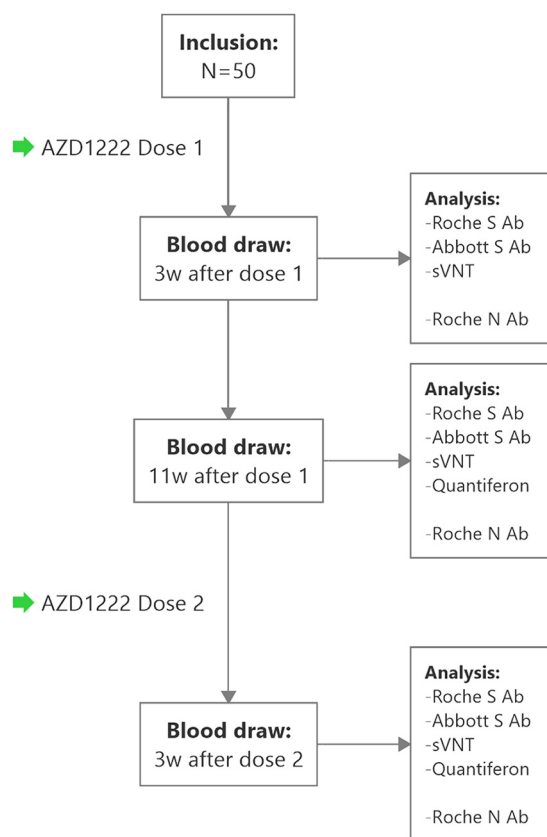 Inclusion:
N=50
AZD1222 Dose 1
Blood draw:
3w after dose 1
Analysis:
-Roche S Ab
-Abbott S Ab
-sVNT
-Roche N Ab
Blood draw:
11w after dose 1
Analysis:
-Roche S Ab
-Abbott S Ab
-sVNT
-Quantiferon
-Roche N Ab
AZD1222 Dose 2
Blood draw:
3w after dose 2
Analysis:
-Roche S Ab
-Abbott S Ab
-sVNT
-Quantiferon
-Roche N Ab